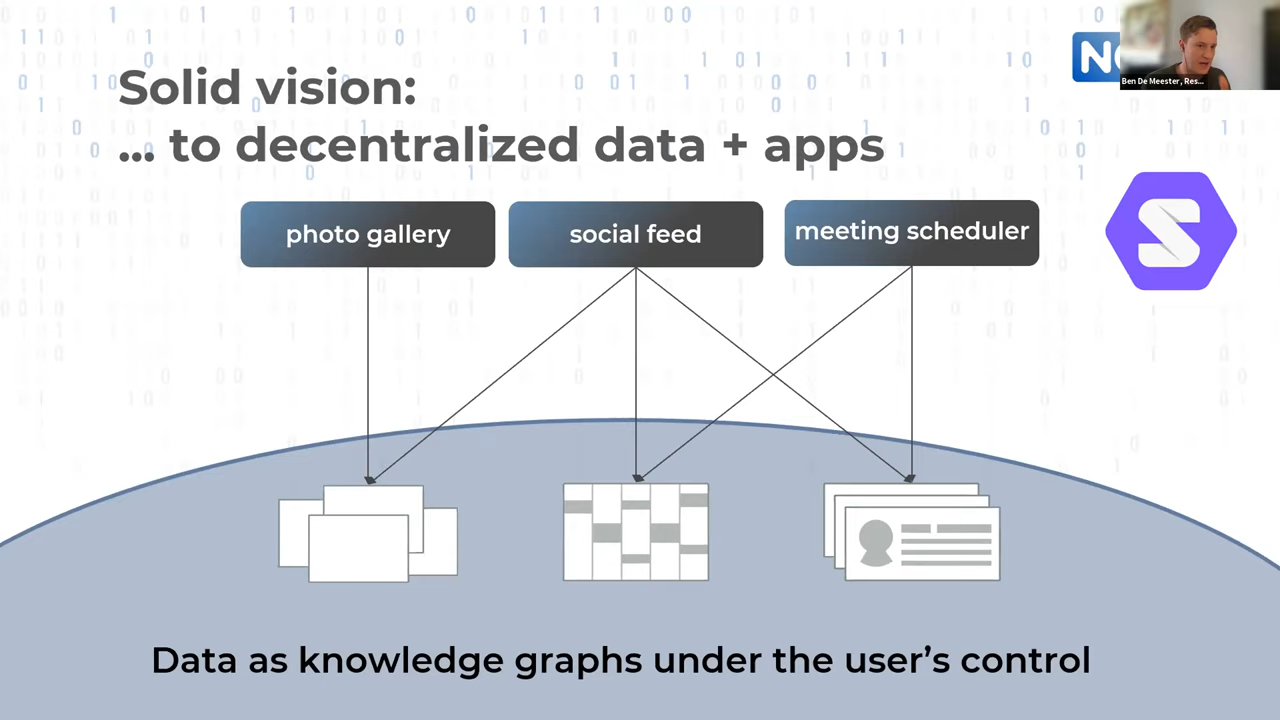 Solid vision:
... to decentralized data + apps
Ben De Meester, Res...
photo gallery
social feed
meeting scheduler
Data as knowledge graphs under the user's control